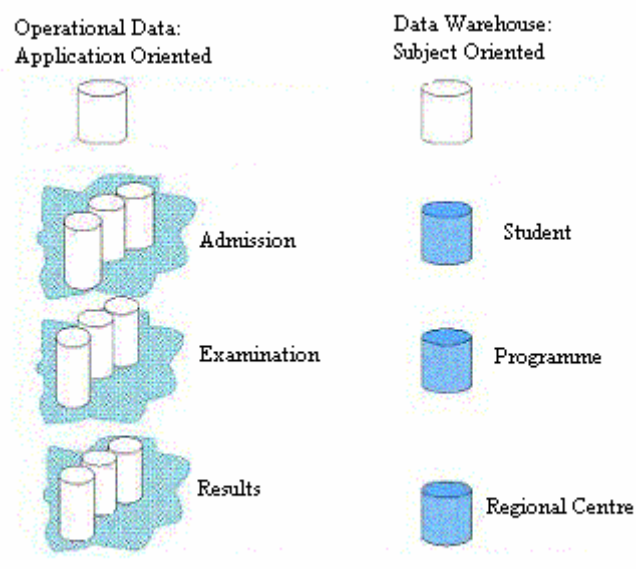 Operational Data:
Application Oriented
Data Warehouse:
Subject Oriented
Admission
Student
Examination
Programme
Results
Regional Centre